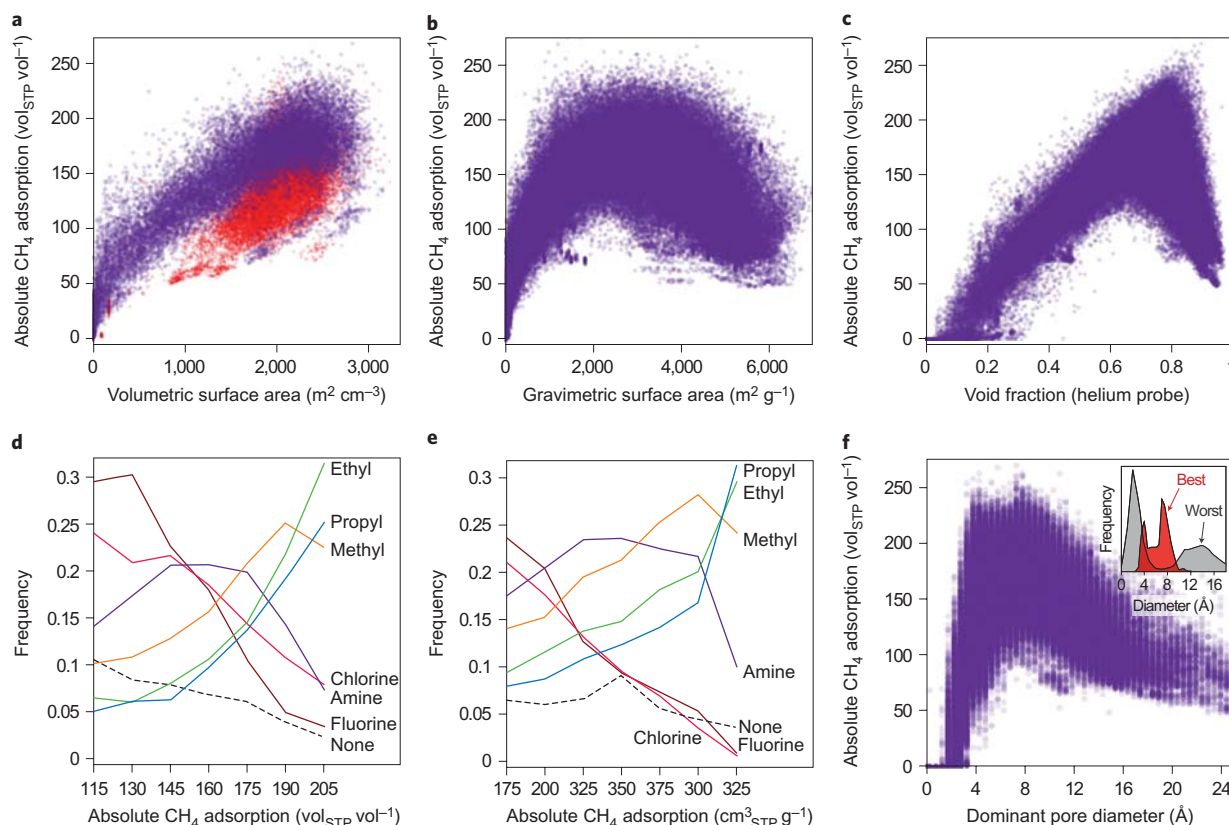 a
Absolute CH₄ adsorption (vol_STP vol⁻¹)
250
200
150
100
50
0
0 1,000 2,000 3,000
Volumetric surface area (m² cm⁻³)
b
Absolute CH₄ adsorption (vol_STP vol⁻¹)
250
200
150
100
50
0
0 2,000 4,000 6,000
Gravimetric surface area (m² g⁻¹)
c
Absolute CH₄ adsorption (vol_STP vol⁻¹)
250
200
150
100
50
0
0 0.2 0.4 0.6 0.8
Void fraction (helium probe)
d
Frequency
0.3
0.25
0.2
0.15
0.1
0.05
0
Ethyl
Propyl
Methyl
Chlorine
Amine
Fluorine
None
115 130 145 160 175 190 205
Absolute CH₄ adsorption (vol_STP vol⁻¹)
e
Frequency
0.3
0.25
0.2
0.15
0.1
0.05
0
Propyl
Ethyl
Methyl
Amine
None
Chlorine
Fluorine
175 200 325 350 375 300 325
Absolute CH₄ adsorption (cm³_STP g⁻¹)
f
Absolute CH₄ adsorption (vol_STP vol⁻¹)
250
200
150
100
50
0
Frequency
Best
Worst
0 4 8 12 16
Diameter (Å)
0 4 8 12 16 20 24
Dominant pore diameter (Å)